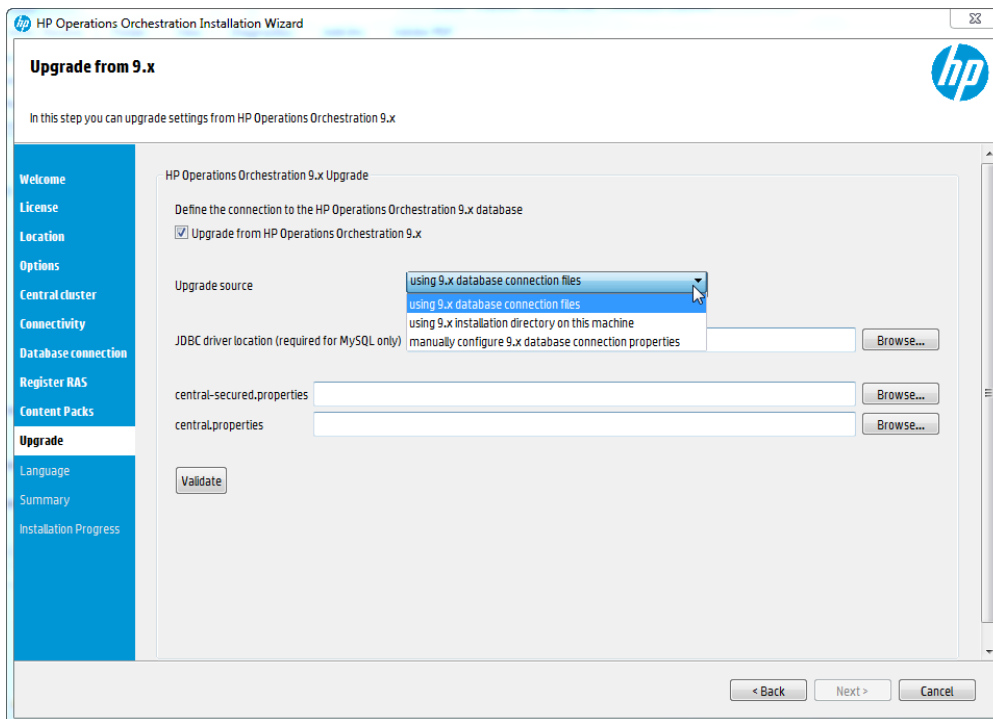 HP Operations Orchestration Installation Wizard
Upgrade from 9.x
hp
In this step you can upgrade settings from HP Operations Orchestration 9.x
Welcome
License
Location
Options
Central cluster
Connectivity
Database connection
Register RAS
Content Packs
Upgrade
Language
Summary
Installation Progress
HP Operations Orchestration 9.x Upgrade
Define the connection to the HP Operations Orchestration 9.x database
Upgrade from HP Operations Orchestration 9.x
Upgrade source using 9.x database connection files
using 9.x database connection files
using 9.x installation directory on this machine
JDBC driver location (required for MySQL only) manually configure 9.x database connection properties Browse...
central-secured.properties Browse...
central.properties Browse...
Validate
< Back Next > Cancel